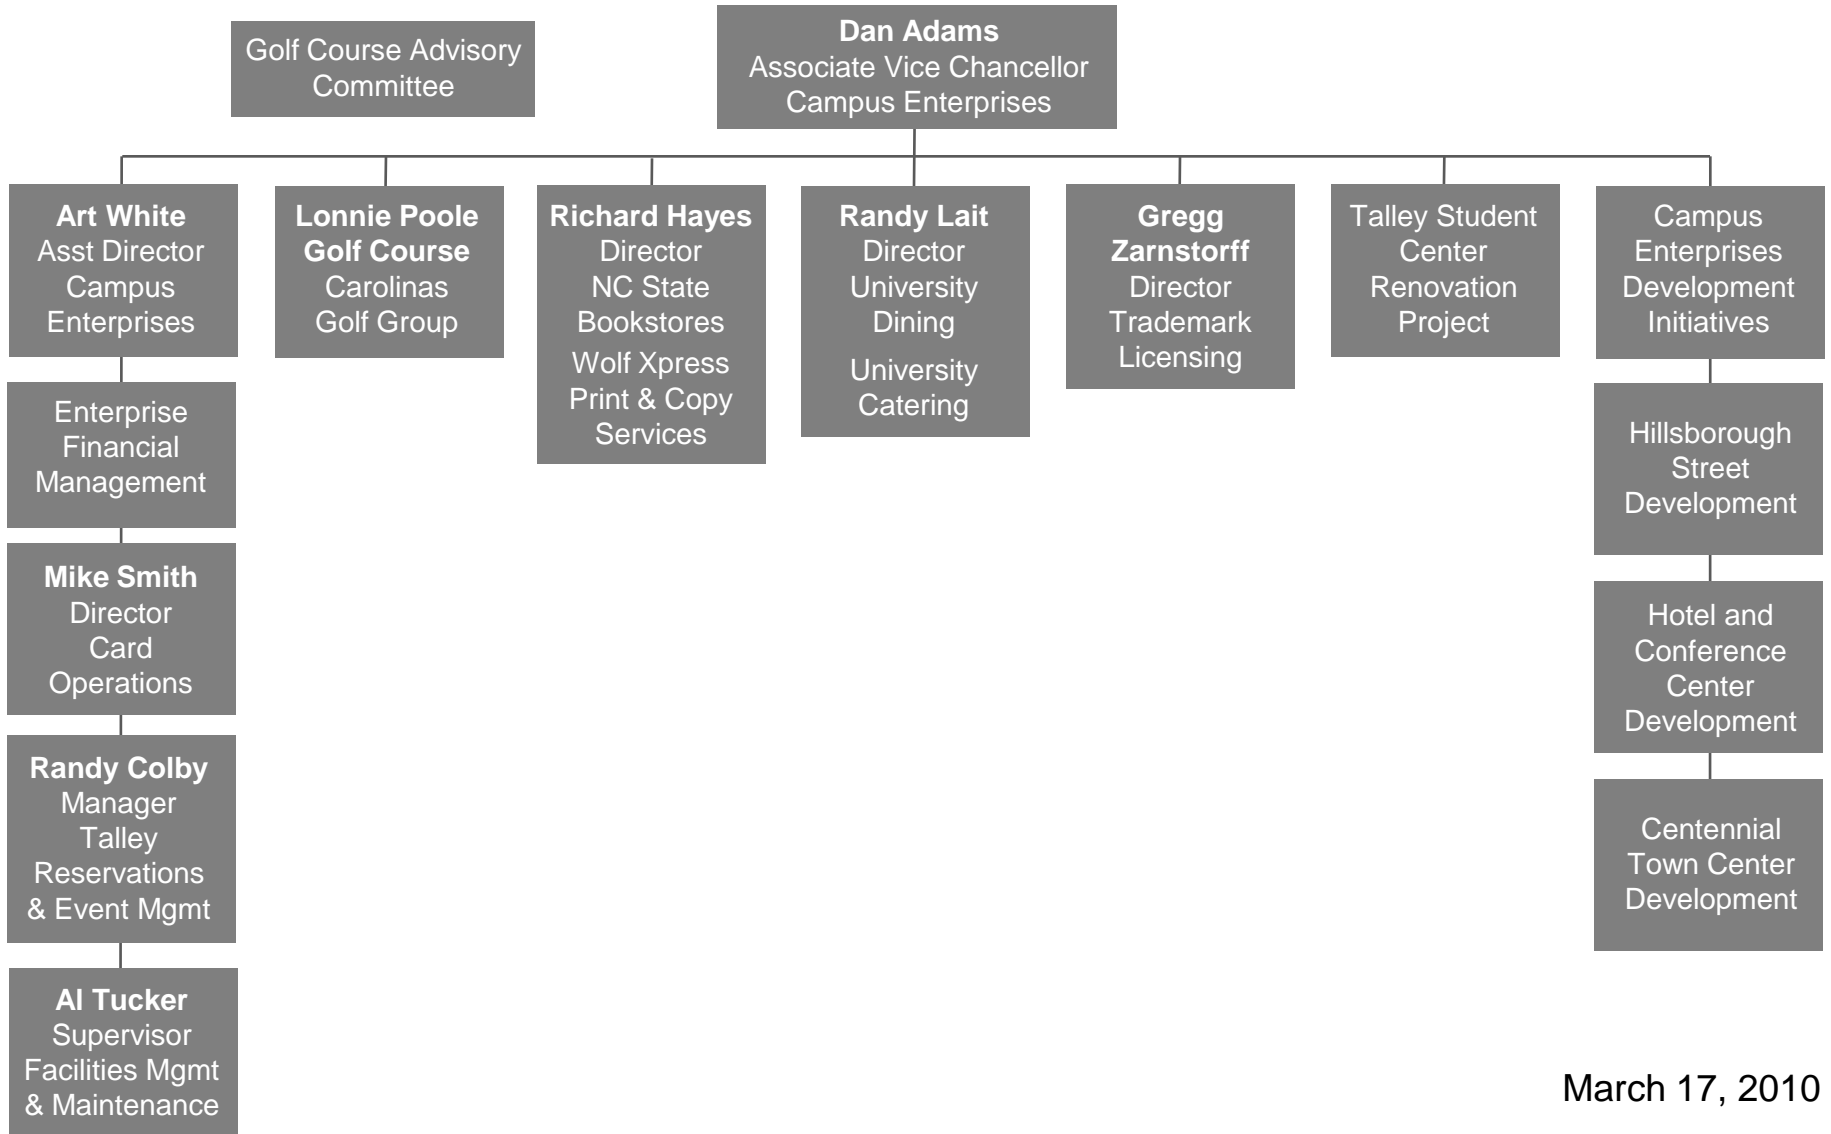 Golf Course Advisory
Committee
Dan Adams
Associate Vice Chancellor
Campus Enterprises
Art White
Asst Director
Campus
Enterprises
Enterprise
Financial
Management
Mike Smith
Director
Card
Operations
Randy Colby
Manager
Talley
Reservations
& Event Mgmt
Al Tucker
Supervisor
Facilities Mgmt
& Maintenance
Lonnie Poole
Golf Course
Carolinas
Golf Group
Richard Hayes
Director
NC State
Bookstores
Wolf Xpress
Print & Copy
Services
Randy Lait
Director
University
Dining
University
Catering
Gregg
Zarnstorff
Director
Trademark
Licensing
Talley Student
Center
Renovation
Project
Campus
Enterprises
Development
Initiatives
Hillsborough
Street
Development
Hotel and
Conference
Center
Development
Centennial
Town Center
Development
March 17, 2010